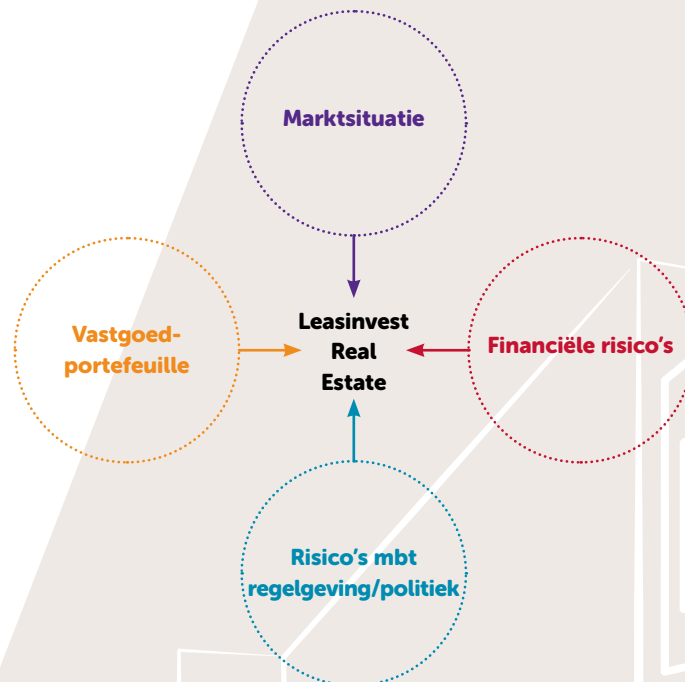 Marktsituatie
Vastgoed-
portefeuille
Leasinvest
Real
Estate
Financiële risico's
Risico's mbt
regelgeving/politiek